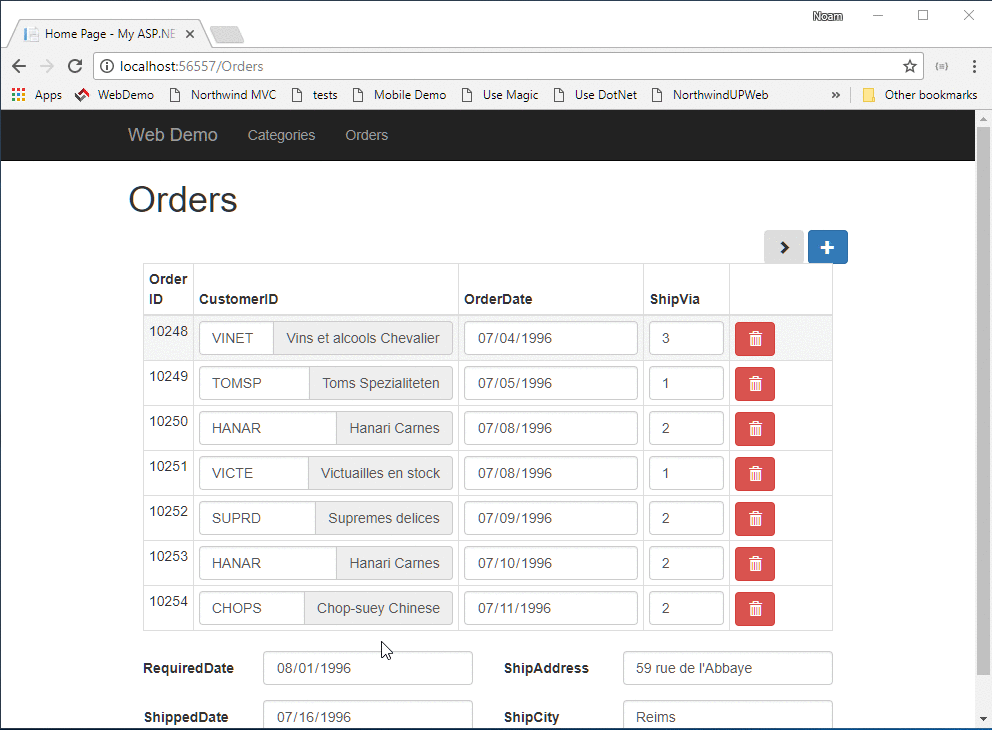 Noam
Home Page - My ASP.NE
localhost:56557/Orders
Apps WebDemo Northwind MVC tests Mobile Demo Use Magic Use DotNet NorthwindUPWeb » Other bookmarks
Web Demo Categories Orders
Orders
Order ID CustomerID OrderDate ShipVia
10248 VINET Vins et alcools Chevalier 07/04/1996 3
10249 TOMSP Toms Spezialiteten 07/05/1996 1
10250 HANAR Hanari Carnes 07/08/1996 2
10251 VICTE Victuailles en stock 07/08/1996 1
10252 SUPRD Supremes delices 07/09/1996 2
10253 HANAR Hanari Carnes 07/10/1996 2
10254 CHOPS Chop-suey Chinese 07/11/1996 2
RequiredDate 08/01/1996 ShipAddress 59 rue de l'Abbaye
ShippedDate 07/16/1996 ShipCity Reims